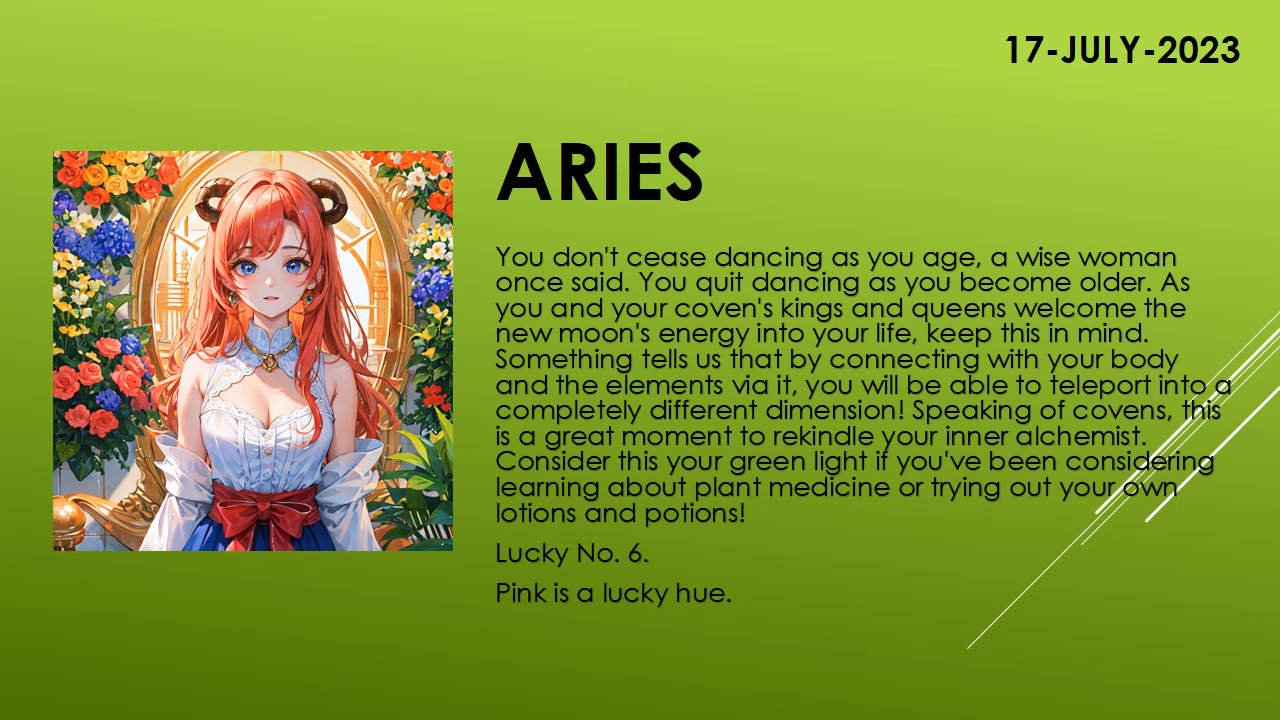 17-JULY-2023
ARIES
You don't cease dancing as you age, a wise woman
once said. You quit dancing as you become older. As
you and your coven's kings and queens welcome the
new moon's energy into your life, keep this in mind.
Something tells us that by connecting with your body
and the elements via it, you will be able to teleport into a
completely different dimension! Speaking of covens, this
is a great moment to rekindle your inner alchemist.
Consider this your green light if you've been considering
learning about plant medicine or trying out your own
lotions and potions!
Lucky No. 6.
Pink is a lucky hue.